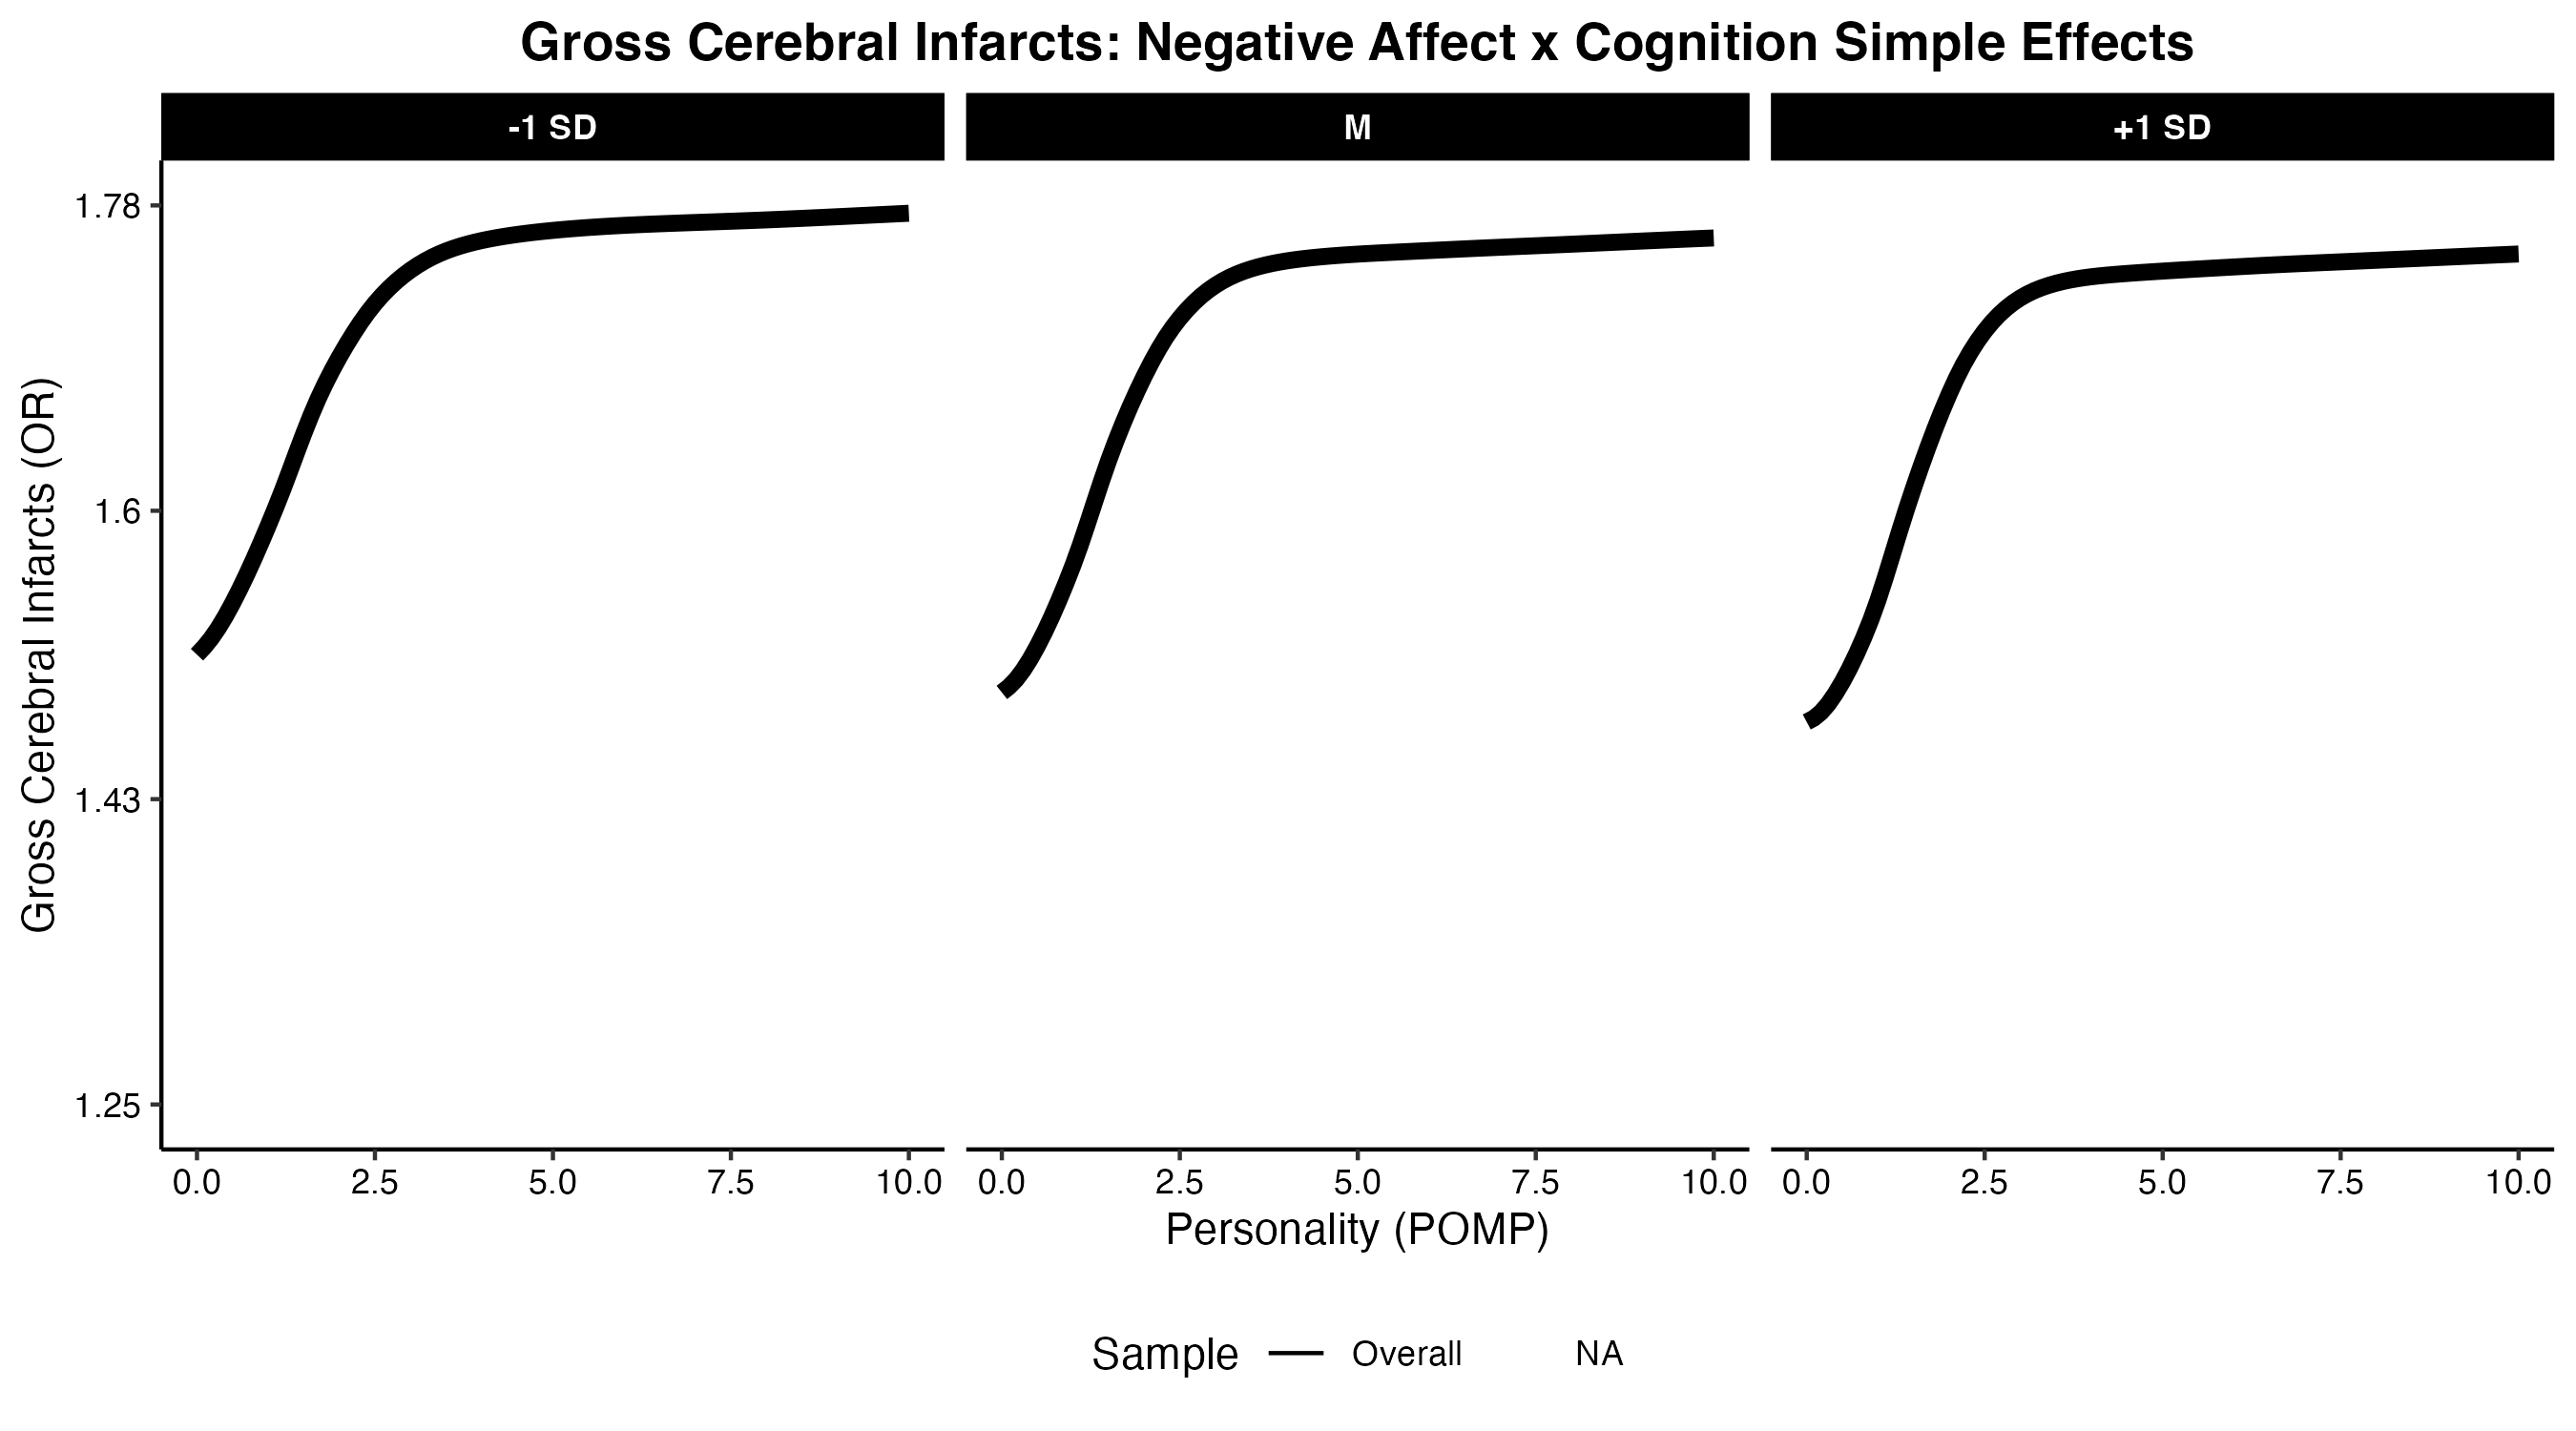 Gross Cerebral Infarcts: Negative Affect x Cognition Simple Effects
-1 SD M +1 SD
Gross Cerebral Infarcts (OR)
1.78
1.6
1.43
1.25
0.0 2.5 5.0 7.5 10.0 0.0 2.5 5.0 7.5 10.0 0.0 2.5 5.0 7.5 10.0
Personality (POMP)
Sample Overall NA